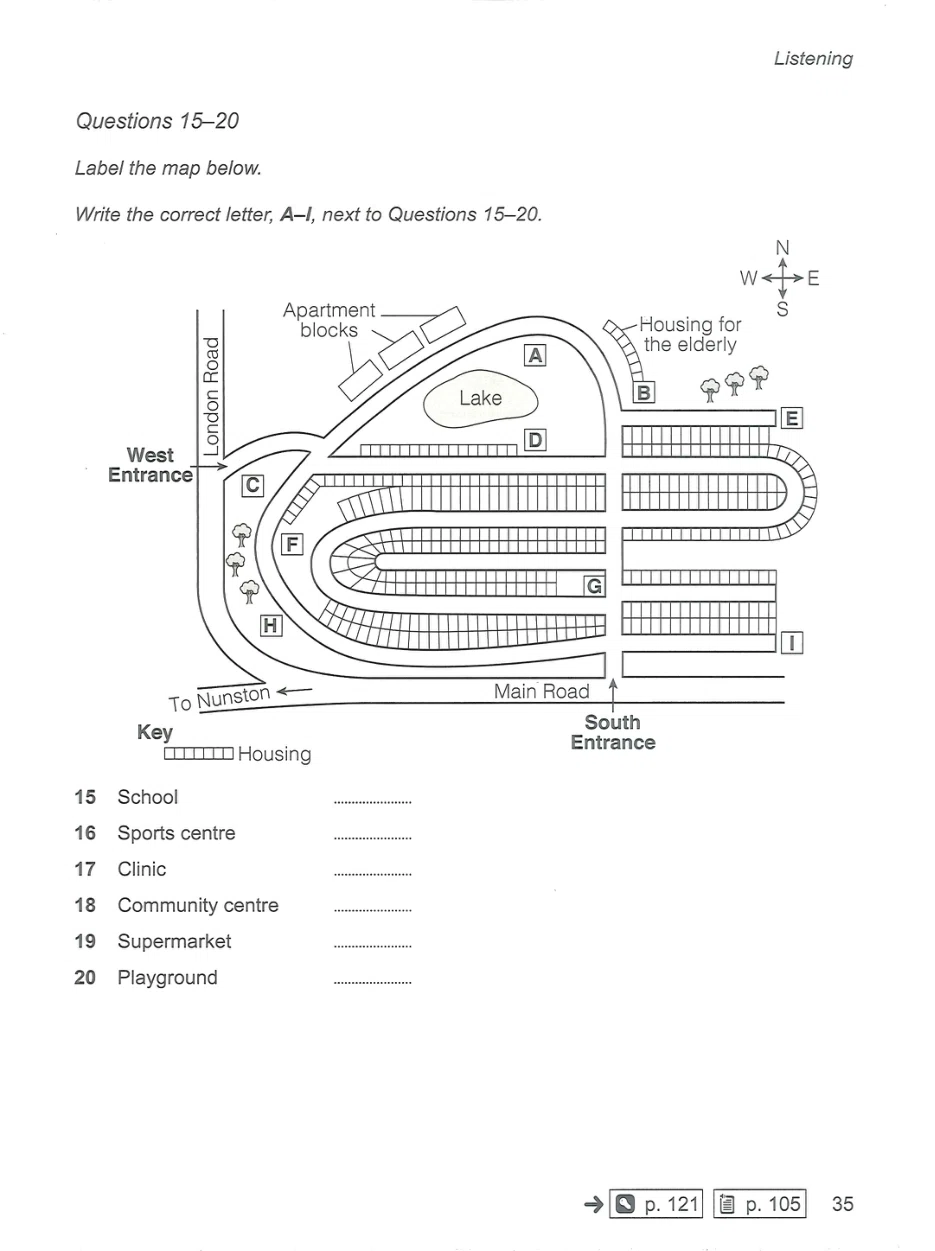 Listening
Questions 15–20
Label the map below.
Write the correct letter, A–I, next to Questions 15–20.
N
W E
S
Apartment
blocks
Housing for
the elderly
London Road
A
B
Lake
E
D
West
Entrance
C
F
G
H
I
To Nunston
Main Road
South
Entrance
Key
Housing
15 School ......................
16 Sports centre ......................
17 Clinic ......................
18 Community centre ......................
19 Supermarket ......................
20 Playground ......................
p. 121 p. 105 35